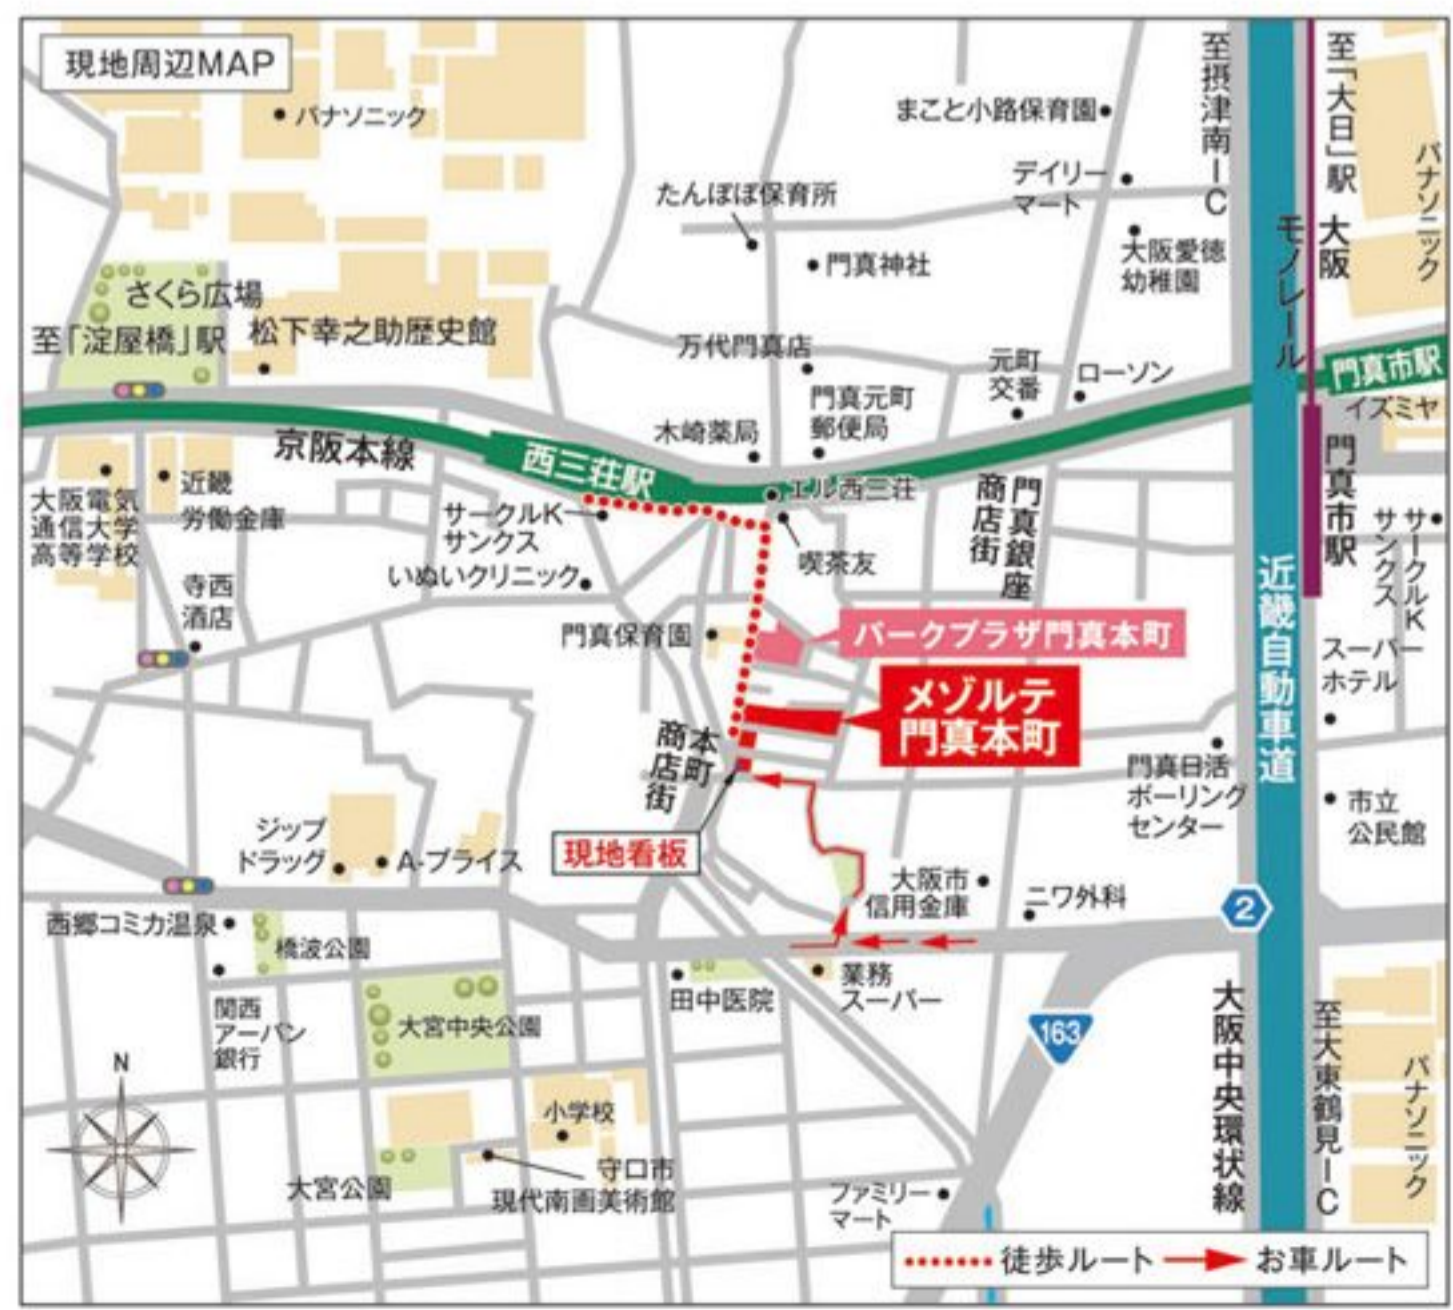 現地周辺MAP
パナソニック
まこと小路保育園
至摂津南IC
至「大日」駅
大阪
モノレール
パナソニック
デイリー
マート
たんぽぽ保育所
門真神社
大阪愛徳
幼稚園
さくら広場
至「淀屋橋」駅
松下幸之助歴史館
万代門真店
元町
交番
ローソン
門真市駅
イズミヤ
門真元町
郵便局
木崎薬局
京阪本線
西三荘駅
エル西三荘
門真銀座
商店街
門真市駅
大阪電気
通信大学
高等学校
近畿
労働金庫
サークルK
サンクス
喫茶友
サークルK
サンクス
いぬいクリニック
寺西
酒店
近畿自動車道
門真保育園
パークプラザ門真本町
スーパー
ホテル
メゾルテ
門真本町
本町
商店街
門真日活
ボーリング
センター
市立
公民館
ジップ
ドラッグ
A-プライス
現地看板
大阪市
信用金庫
ニワ外科
2
西郷コミカ温泉
橋波公園
田中医院
業務
スーパー
関西
アーバン
銀行
大宮中央公園
163
大阪中央環状線
至大東鶴見IC
パナソニック
N
小学校
守口市
現代南画美術館
大宮公園
ファミリー
マート
徒歩ルート
お車ルート